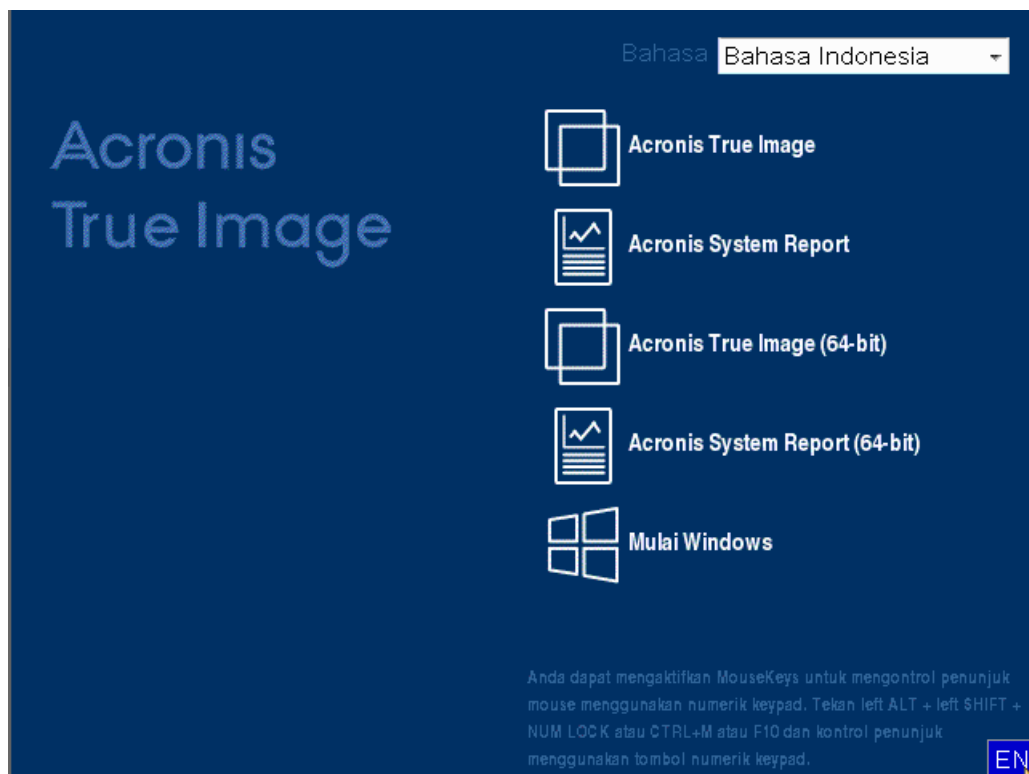 Bahasa Bahasa Indonesia
Acronis
True Image
Acronis True Image
Acronis System Report
Acronis True Image (64-bit)
Acronis System Report (64-bit)
Mulai Windows
Anda dapat mengaktifkan MouseKeys untuk mengontrol penunjuk
mouse menggunakan numerik keypad. Tekan left ALT + left SHIFT +
NUM LOCK atau CTRL+M atau F10 dan kontrol penunjuk
menggunakan tombol numerik keypad.
EN